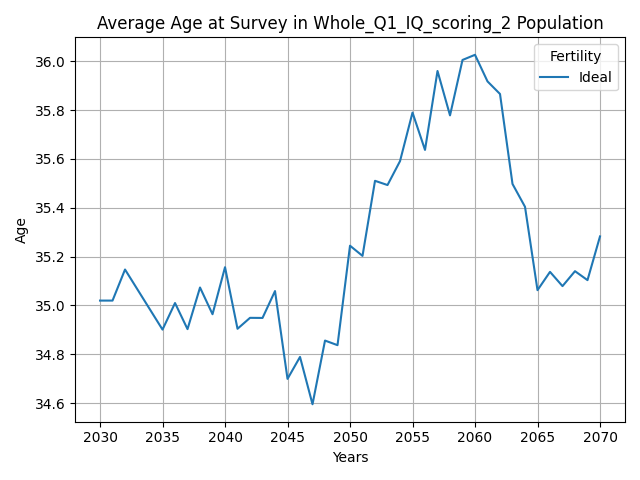 Average Age at Survey in Whole_Q1_IQ_scoring_2 Population
Fertility
Ideal
36.0
35.8
35.6
35.4
35.2
35.0
34.8
34.6
Age
2030 2035 2040 2045 2050 2055 2060 2065 2070
Years